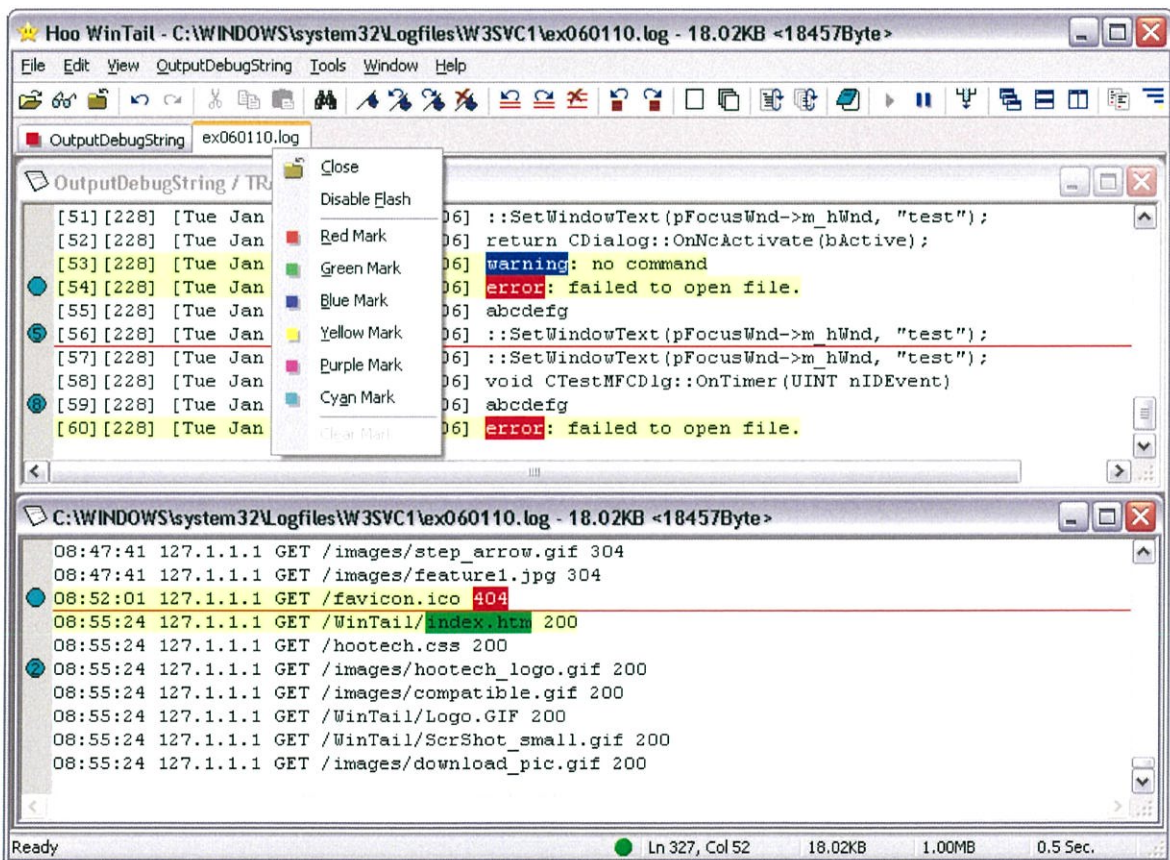 Hoo WinTail - C:\WINDOWS\system32\Logfiles\W3SVC1\ex060110.log - 18.02KB <18457Byte>
File Edit View OutputDebugString Tools Window Help
OutputDebugString ex060110.log
OutputDebugString / TR
Close
Disable Flash
Red Mark
Green Mark
Blue Mark
Yellow Mark
Purple Mark
Cyan Mark
Clear Mark
[51][228] [Tue Jan 06] ::SetWindowText(pFocusWnd->m_hWnd, "test");
[52][228] [Tue Jan 06] return CDialog::OnNcActivate(bActive);
[53][228] [Tue Jan 06] warning: no command
[54][228] [Tue Jan 06] error: failed to open file.
[55][228] [Tue Jan 06] abcdefg
5 [56][228] [Tue Jan 06] ::SetWindowText(pFocusWnd->m_hWnd, "test");
[57][228] [Tue Jan 06] ::SetWindowText(pFocusWnd->m_hWnd, "test");
[58][228] [Tue Jan 06] void CTestMFCDlg::OnTimer(UINT nIDEvent)
8 [59][228] [Tue Jan 06] abcdefg
[60][228] [Tue Jan 06] error: failed to open file.
C:\WINDOWS\system32\Logfiles\W3SVC1\ex060110.log - 18.02KB <18457Byte>
08:47:41 127.1.1.1 GET /images/step_arrow.gif 304
08:47:41 127.1.1.1 GET /images/feature1.jpg 304
08:52:01 127.1.1.1 GET /favicon.ico 404
08:55:24 127.1.1.1 GET /WinTail/index.htm 200
08:55:24 127.1.1.1 GET /hootech.css 200
2 08:55:24 127.1.1.1 GET /images/hootech_logo.gif 200
08:55:24 127.1.1.1 GET /images/compatible.gif 200
08:55:24 127.1.1.1 GET /WinTail/Logo.GIF 200
08:55:24 127.1.1.1 GET /WinTail/ScrShot_small.gif 200
08:55:24 127.1.1.1 GET /images/download_pic.gif 200
Ready Ln 327, Col 52 18.02KB 1.00MB 0.5 Sec.